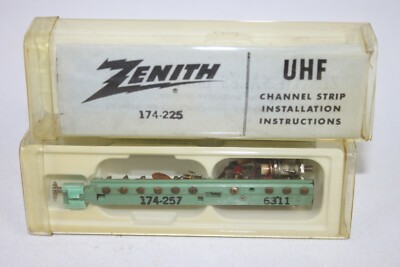 ZENITH
®
174-225
UHF
CHANNEL STRIP
INSTALLATION
INSTRUCTIONS
174-257 6311